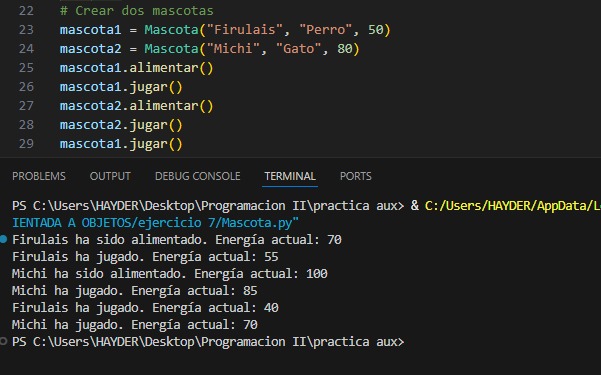 22 # Crear dos mascotas
23 mascota1 = Mascota("Firulais", "Perro", 50)
24 mascota2 = Mascota("Michi", "Gato", 80)
25 mascota1.alimentar()
26 mascota1.jugar()
27 mascota2.alimentar()
28 mascota2.jugar()
29 mascota1.jugar()
PROBLEMS OUTPUT DEBUG CONSOLE TERMINAL PORTS
PS C:\Users\HAYDER\Desktop\Programacion II\practica aux> & C:/Users/HAYDER/AppData/Lo
IENTADA A OBJETOS/ejercicio 7/Mascota.py"
Firulais ha sido alimentado. Energía actual: 70
Firulais ha jugado. Energía actual: 55
Michi ha sido alimentado. Energía actual: 100
Michi ha jugado. Energía actual: 85
Firulais ha jugado. Energía actual: 40
Michi ha jugado. Energía actual: 70
PS C:\Users\HAYDER\Desktop\Programacion II\practica aux>